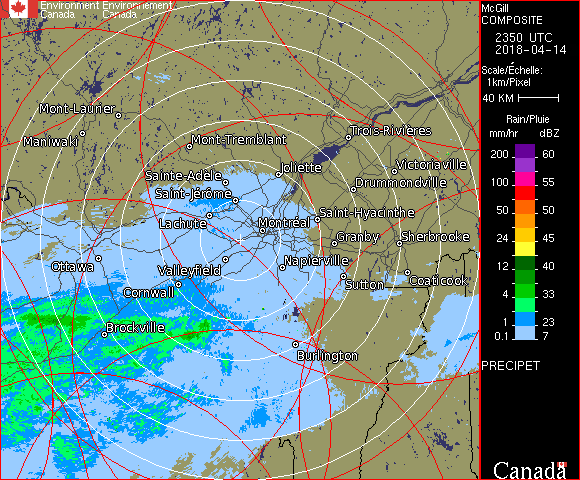 Environment Environnement
Canada Canada
McGill
COMPOSITE
2350 UTC
2018-04-14
Scale/Échelle:
1km/Pixel
40 KM
Rain/Pluie
mm/hr dBZ
200 60
100 55
50 50
24 45
12 40
4 33
1 23
0.1 7
PRECIPET
Canada
Mont-Laurier
Maniwaki
Mont-Tremblant
Trois-Rivières
Joliette
Victoriaville
Sainte-Adèle
Drummondville
Saint-Jérôme
Saint-Hyacinthe
Lachute
Montréal
Granby
Sherbrooke
Ottawa
Valleyfield
Napierville
Sutton
Coaticook
Cornwall
Brockville
Burlington